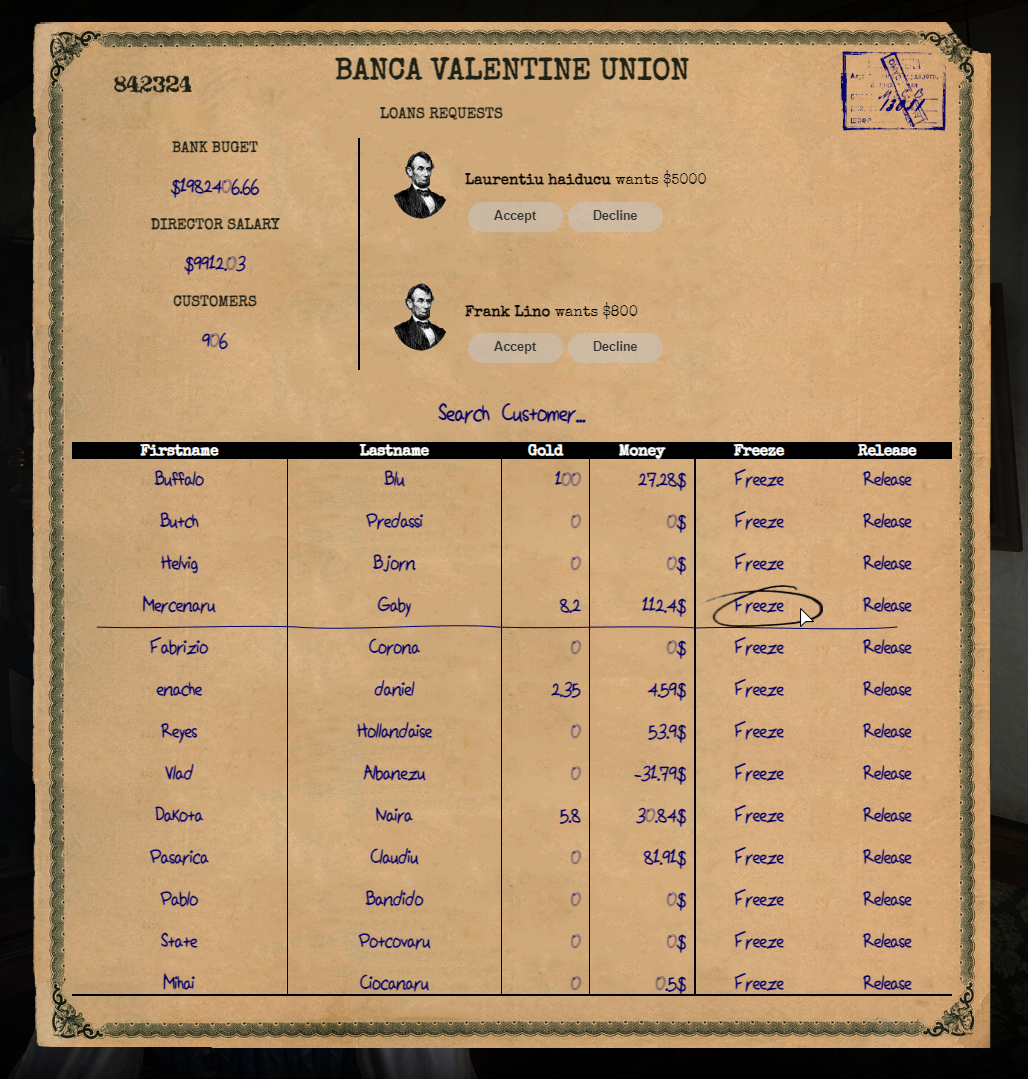 842324
BANCA VALENTINE UNION
LOANS REQUESTS
BANK BUGET
$1982406.66
DIRECTOR SALARY
$9912.03
CUSTOMERS
906
Laurentiu haiducu wants $5000
Accept Decline
Frank Lino wants $800
Accept Decline
Search Customer...
Firstname Lastname Gold Money Freeze Release
Buffalo Blu 100 27.28$ Freeze Release
Butch Predassi 0 0$ Freeze Release
Helvig Bjorn 0 0$ Freeze Release
Mercenaru Gaby 8.2 112.4$ Freeze Release
Fabrizio Corona 0 0$ Freeze Release
enache daniel 2.35 4.59$ Freeze Release
Reyes Hollandaise 0 53.9$ Freeze Release
Vlad Albanezu 0 -31.79$ Freeze Release
DaKota Naira 5.8 30.84$ Freeze Release
Pasarica Claudiu 0 81.91$ Freeze Release
Pablo Bandido 0 0$ Freeze Release
State Potcovaru 0 0$ Freeze Release
Mihai Ciocanaru 0 0.5$ Freeze Release